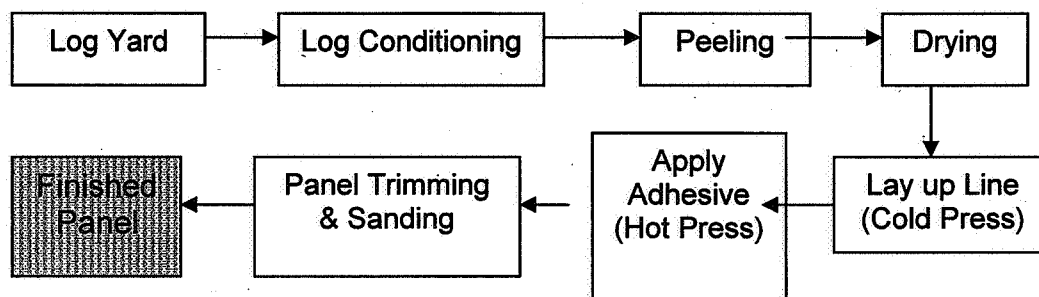 Log Yard
Log Conditioning
Peeling
Drying
Lay up Line
(Cold Press)
Apply
Adhesive
(Hot Press)
Panel Trimming
& Sanding
Finished
Panel